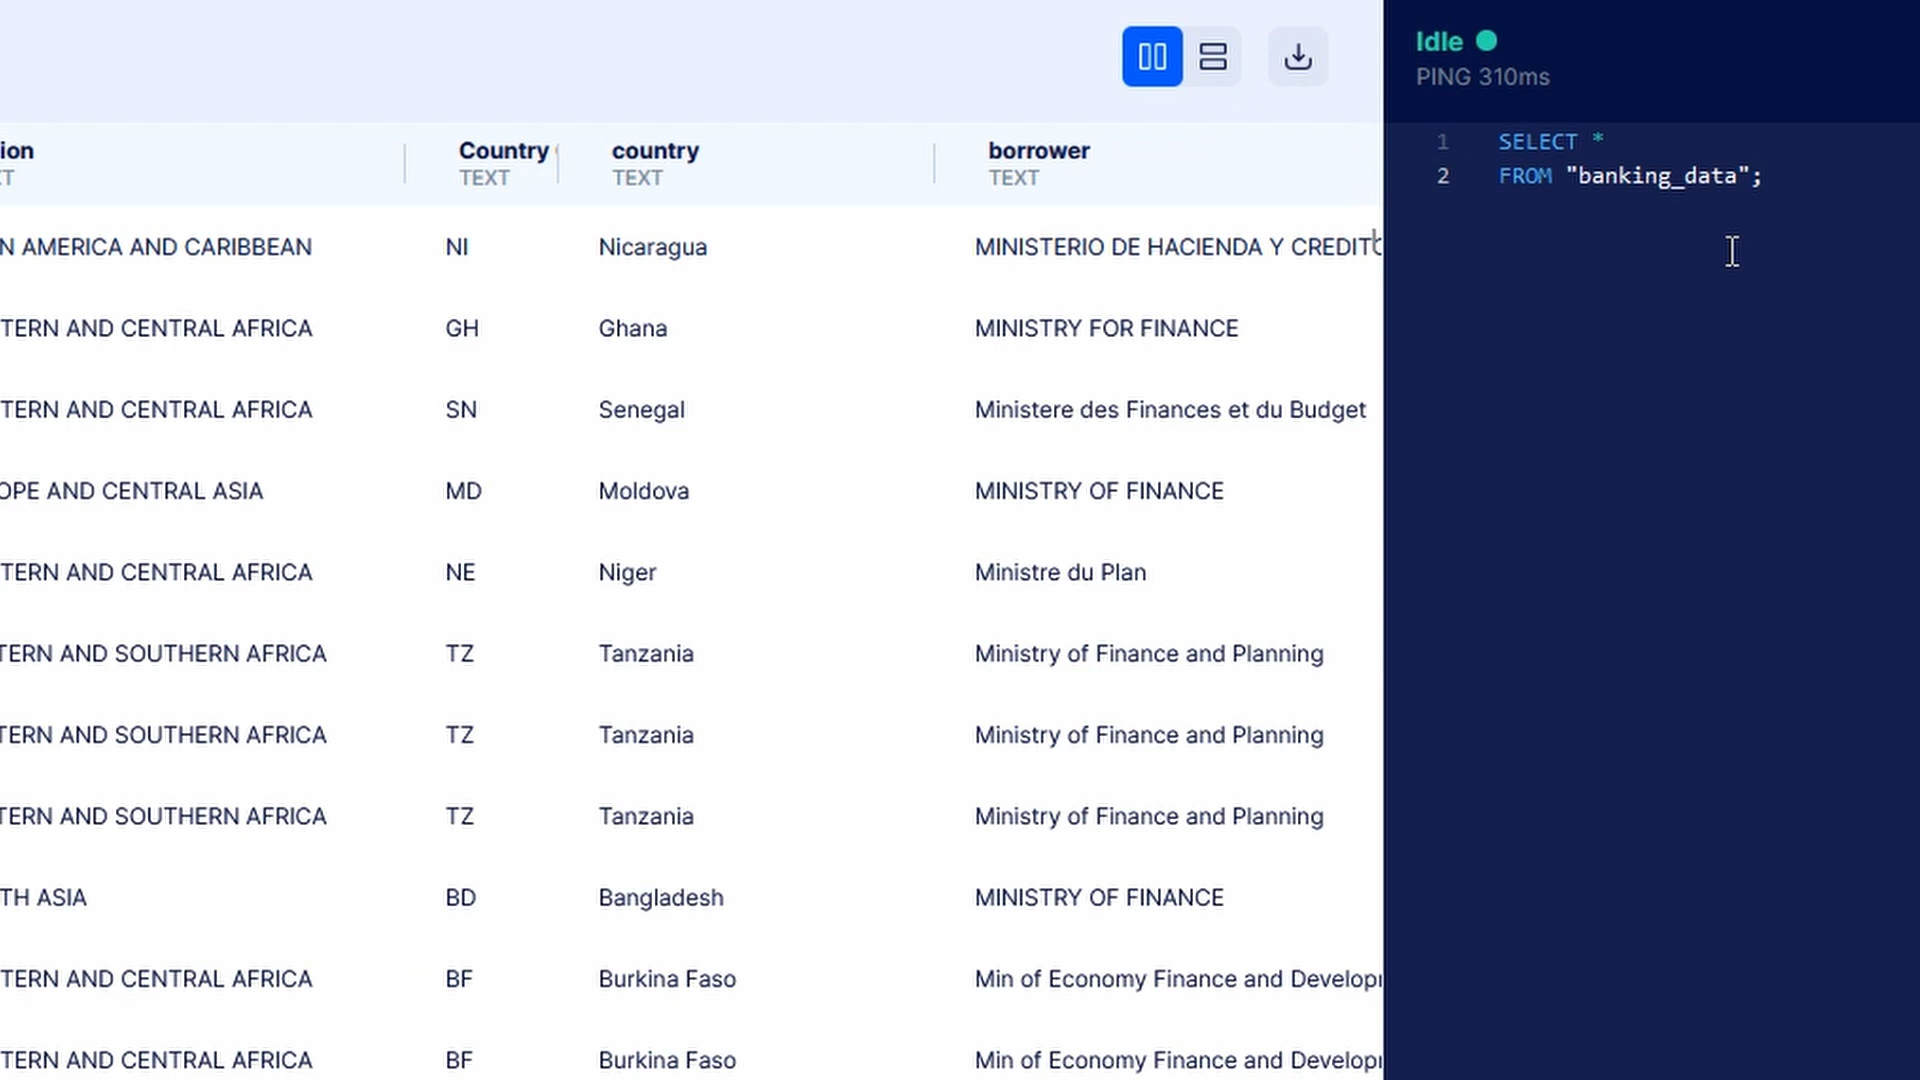 Idle
PING 310ms
ion Country country borrower
TEXT TEXT TEXT
1 SELECT *
2 FROM "banking_data";
N AMERICA AND CARIBBEAN NI Nicaragua MINISTERIO DE HACIENDA Y CREDITO
TERN AND CENTRAL AFRICA GH Ghana MINISTRY FOR FINANCE
TERN AND CENTRAL AFRICA SN Senegal Ministere des Finances et du Budget
OPE AND CENTRAL ASIA MD Moldova MINISTRY OF FINANCE
TERN AND CENTRAL AFRICA NE Niger Ministre du Plan
TERN AND SOUTHERN AFRICA TZ Tanzania Ministry of Finance and Planning
TERN AND SOUTHERN AFRICA TZ Tanzania Ministry of Finance and Planning
TERN AND SOUTHERN AFRICA TZ Tanzania Ministry of Finance and Planning
TH ASIA BD Bangladesh MINISTRY OF FINANCE
TERN AND CENTRAL AFRICA BF Burkina Faso Min of Economy Finance and Develop
TERN AND CENTRAL AFRICA BF Burkina Faso Min of Economy Finance and Develop